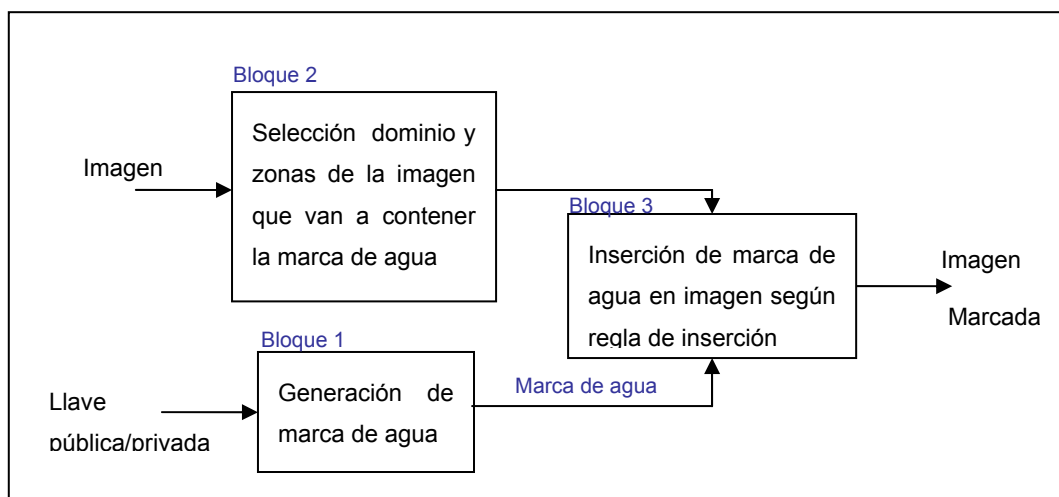 Bloque 2
Selección dominio y
zonas de la imagen
que van a contener
la marca de agua
Imagen
Bloque 3
Inserción de marca de
agua en imagen según
regla de inserción
Imagen
Marcada
Bloque 1
Generación de
marca de agua
Marca de agua
Llave
pública/privada